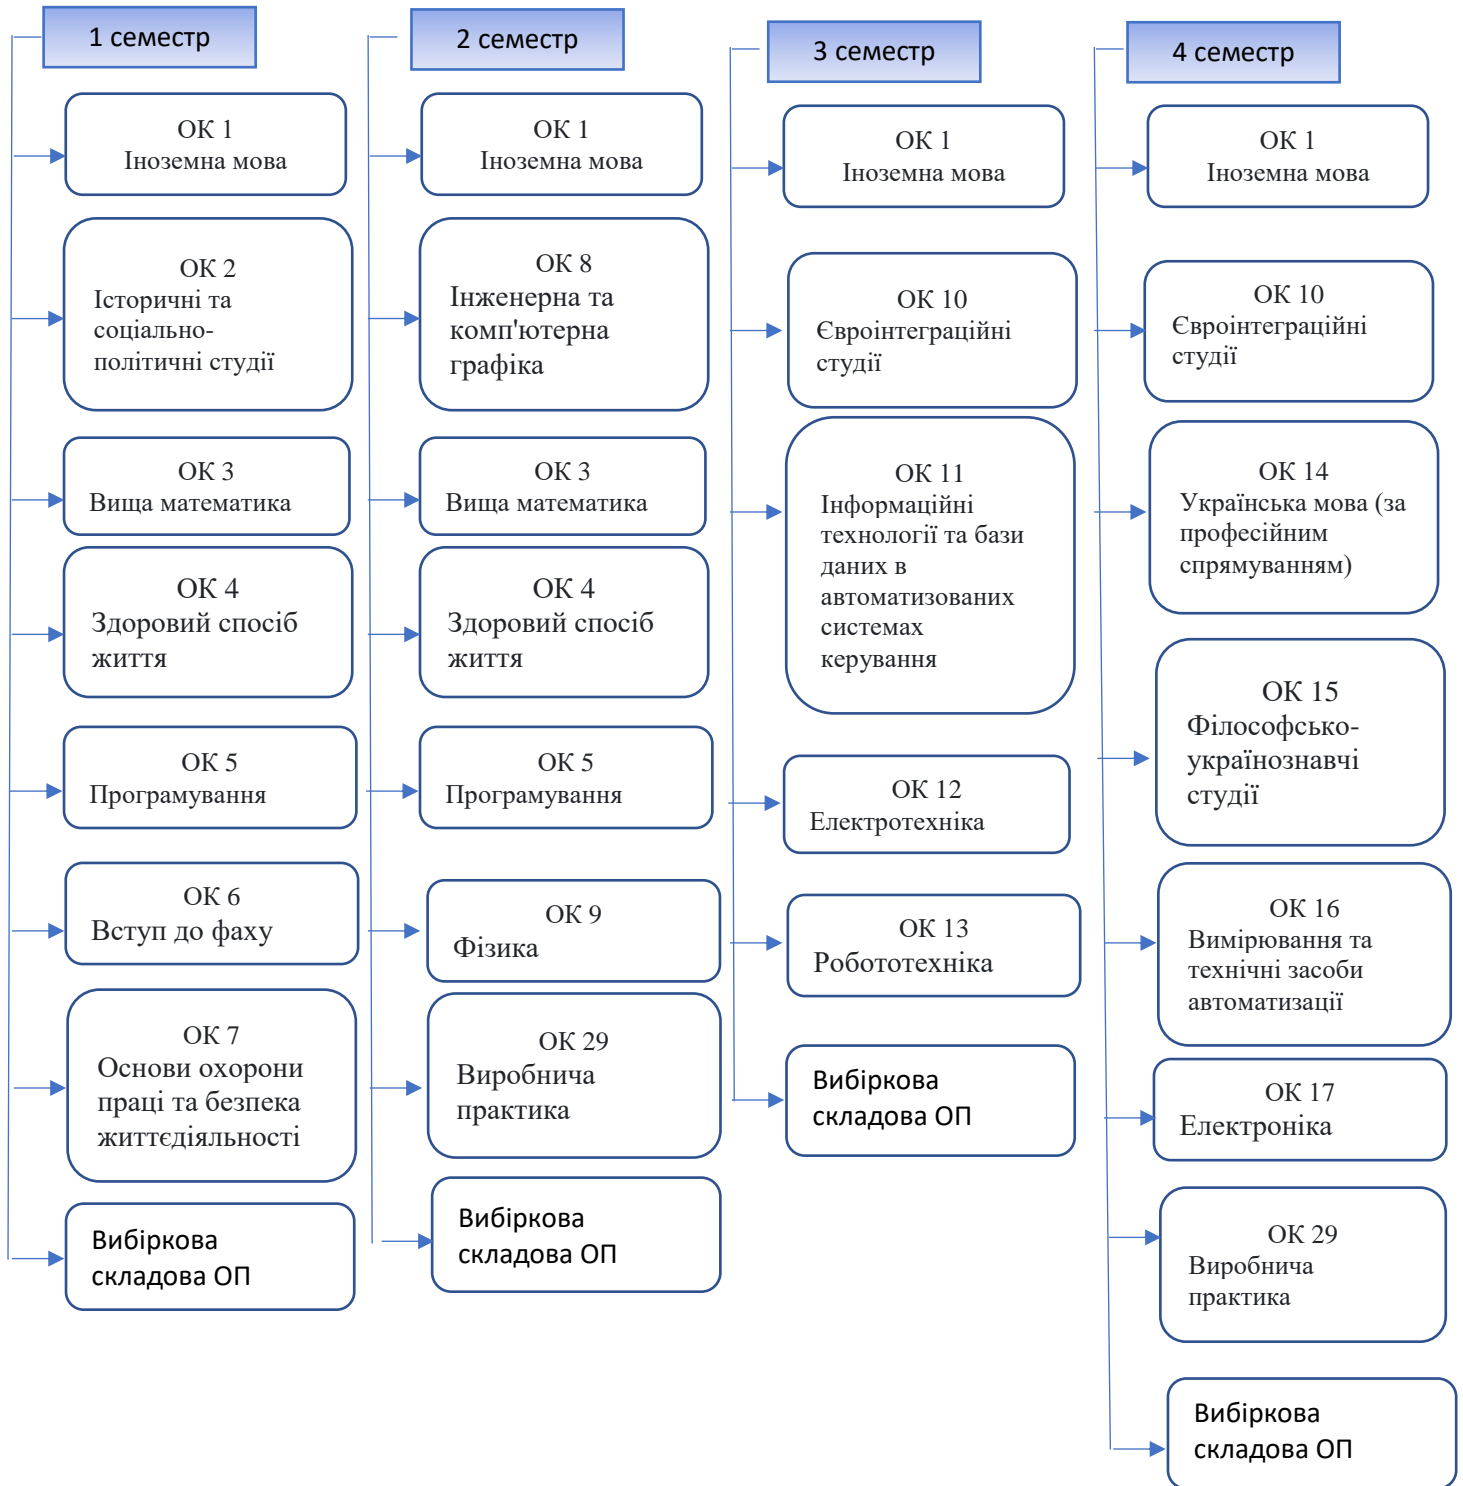 1 семестр
ОК 1
Іноземна мова
ОК 2
Історичні та
соціально-
політичні студії
ОК 3
Вища математика
ОК 4
Здоровий спосіб
життя
ОК 5
Програмування
ОК 6
Вступ до фаху
ОК 7
Основи охорони
праці та безпека
життєдіяльності
Вибіркова
складова ОП
2 семестр
ОК 1
Іноземна мова
ОК 8
Інженерна та
комп'ютерна
графіка
ОК 3
Вища математика
ОК 4
Здоровий спосіб
життя
ОК 5
Програмування
ОК 9
Фізика
ОК 29
Виробнича
практика
Вибіркова
складова ОП
3 семестр
ОК 1
Іноземна мова
ОК 10
Євроінтеграційні
студії
ОК 11
Інформаційні
технології та бази
даних в
автоматизованих
системах
керування
ОК 12
Електротехніка
ОК 13
Робототехніка
Вибіркова
складова ОП
4 семестр
ОК 1
Іноземна мова
ОК 10
Євроінтеграційні
студії
ОК 14
Українська мова (за
професійним
спрямуванням)
ОК 15
Філософсько-
українознавчі
студії
ОК 16
Вимірювання та
технічні засоби
автоматизації
ОК 17
Електроніка
ОК 29
Виробнича
практика
Вибіркова
складова ОП